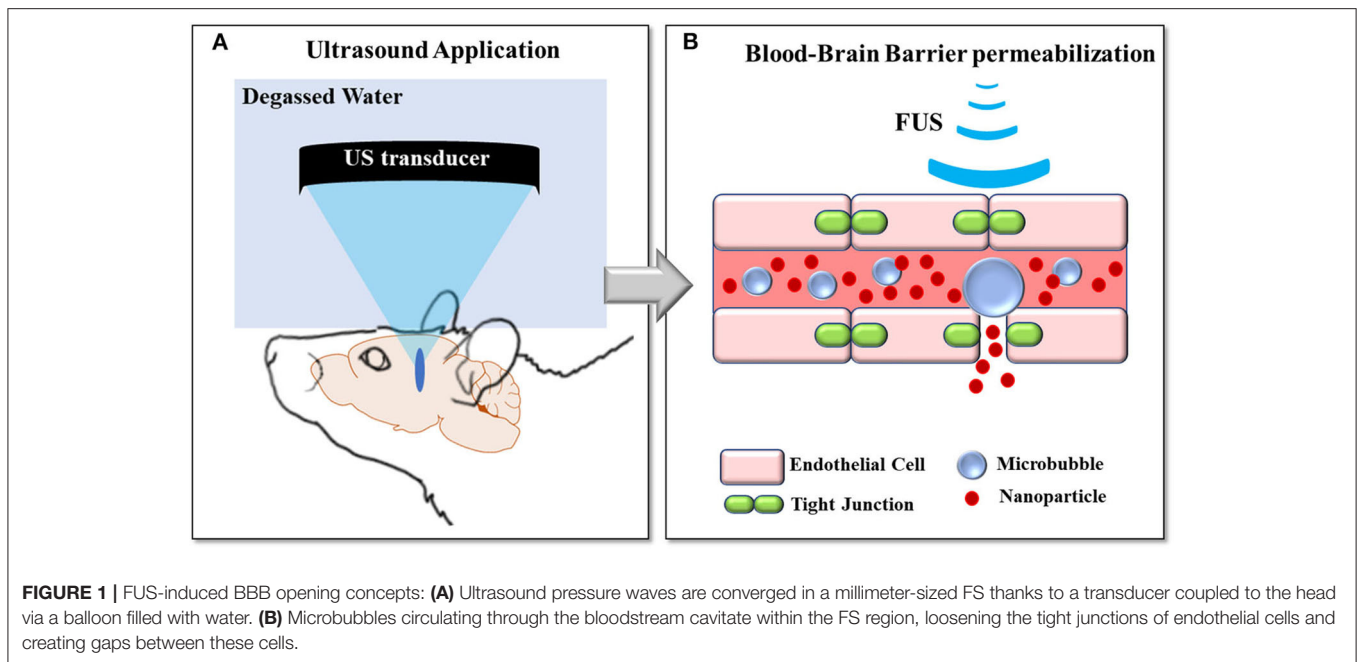 A
Ultrasound Application
Degassed Water
US transducer
B
Blood-Brain Barrier permeabilization
FUS
Endothelial Cell
Microbubble
Tight Junction
Nanoparticle
FIGURE 1 | FUS-induced BBB opening concepts: (A) Ultrasound pressure waves are converged in a millimeter-sized FS thanks to a transducer coupled to the head
via a balloon filled with water. (B) Microbubbles circulating through the bloodstream cavitate within the FS region, loosening the tight junctions of endothelial cells and
creating gaps between these cells.